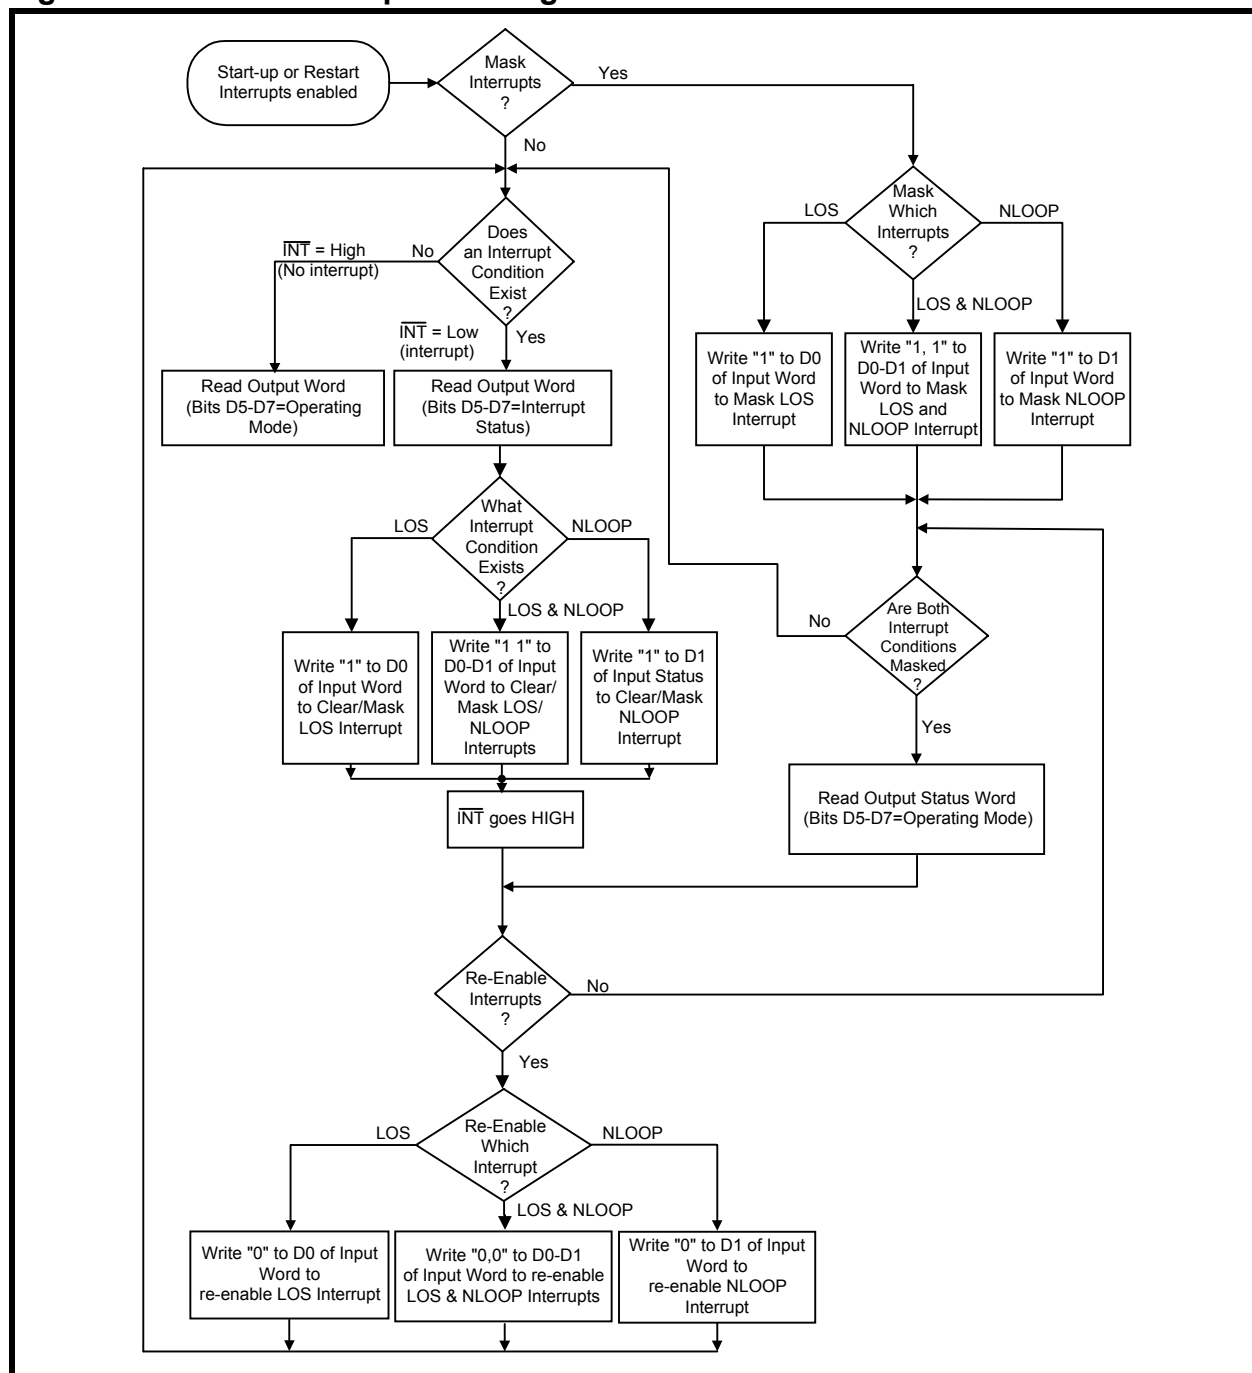 Start-up or Restart
Interrupts enabled
Mask
Interrupts
?
Yes
No
Mask
Which
Interrupts
?
LOS
NLOOP
LOS & NLOOP
Does
an Interrupt
Condition
Exist
?
No
INT = High
(No interrupt)
INT = Low
(interrupt)
Yes
Write "1" to D0
of Input Word
to Mask LOS
Interrupt
Write "1, 1" to
D0-D1 of Input
Word to Mask
LOS and
NLOOP Interrupt
Write "1" to D1
of Input Word
to Mask NLOOP
Interrupt
Read Output Word
(Bits D5-D7=Operating
Mode)
Read Output Word
(Bits D5-D7=Interrupt
Status)
What
Interrupt
Condition
Exists
?
LOS
NLOOP
LOS & NLOOP
Are Both
Interrupt
Conditions
Masked
?
No
Yes
Write "1" to D0
of Input Word
to Clear/Mask
LOS Interrupt
Write "1 1" to
D0-D1 of Input
Word to Clear/
Mask LOS/
NLOOP
Interrupts
Write "1" to D1
of Input Status
to Clear/Mask
NLOOP
Interrupt
INT goes HIGH
Read Output Status Word
(Bits D5-D7=Operating Mode)
Re-Enable
Interrupts
?
No
Yes
Re-Enable
Which
Interrupt
?
LOS
NLOOP
LOS & NLOOP
Write "0" to D0 of Input
Word to
re-enable LOS Interrupt
Write "0,0" to D0-D1
of Input Word to re-enable
LOS & NLOOP Interrupts
Write "0" to D1 of Input
Word to
re-enable NLOOP
Interrupt